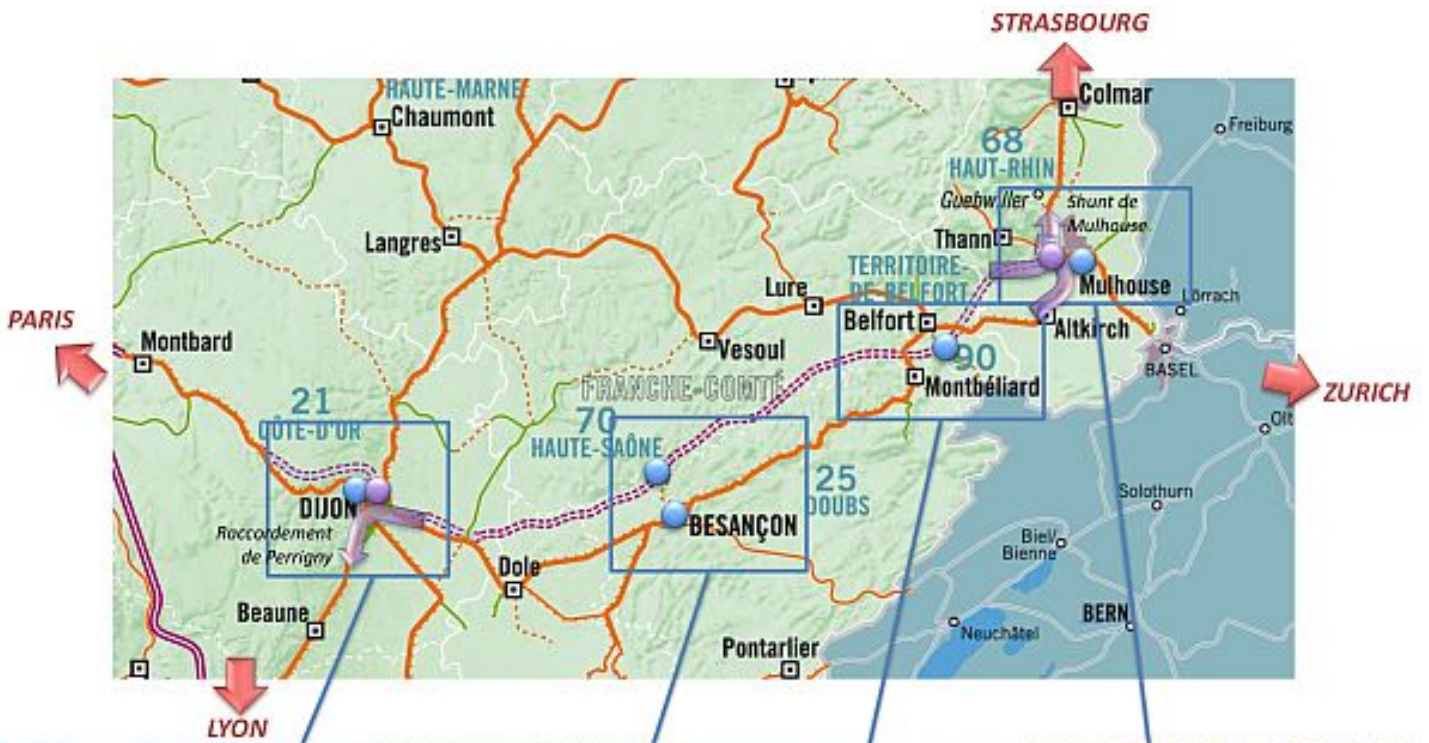 STRASBOURG
HAUTE-MARNE
Chaumont
Colmar
Freiburg
68
HAUT-RHIN
Guebwiller
Shunt de
Mulhouse
Langres
Thann
TERRITOIRE-
DE-BELFORT
Mulhouse
Lure
Lörrach
PARIS
Belfort
Altkirch
Montbard
Vesoul
90
BASEL
FRANCHE-COMTÉ
Montbéliard
ZURICH
21
CÔTE-D'OR
70
HAUTE-SAÔNE
Olt
25
DOUBS
Solothurn
DIJON
BESANÇON
Raccordement
de Perrigny
Biel/
Bienne
Dole
Beaune
BERN
Neuchâtel
Pontarlier
LYON